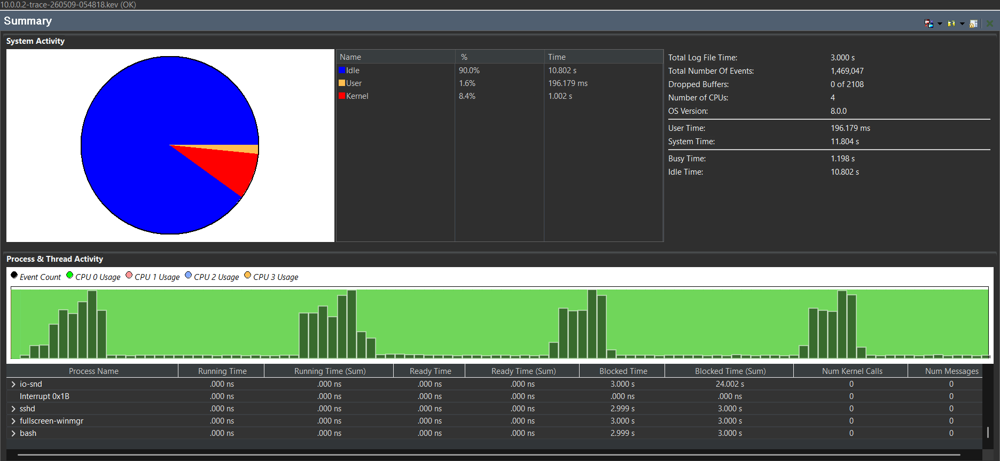 10.0.0.2-trace-260509-054818.kev (OK)
Summary
System Activity
Name % Time
Idle 90.0% 10.802 s
User 1.6% 196.179 ms
Kernel 8.4% 1.002 s
Total Log File Time: 3.000 s
Total Number Of Events: 1,469,047
Dropped Buffers: 0 of 2108
Number of CPUs: 4
OS Version: 8.0.0
User Time: 196.179 ms
System Time: 11.804 s
Busy Time: 1.198 s
Idle Time: 10.802 s
Process & Thread Activity
Event Count CPU 0 Usage CPU 1 Usage CPU 2 Usage CPU 3 Usage
Process Name Running Time Running Time (Sum) Ready Time Ready Time (Sum) Blocked Time Blocked Time (Sum) Num Kernel Calls Num Messages
io-snd .000 ns .000 ns .000 ns .000 ns 3.000 s 24.002 s 0 0
Interrupt 0x1B .000 ns .000 ns .000 ns .000 ns .000 ns .000 ns 0 0
sshd .000 ns .000 ns .000 ns .000 ns 2.999 s 3.000 s 0 0
fullscreen-winmgr .000 ns .000 ns .000 ns .000 ns 3.000 s 3.000 s 0 0
bash .000 ns .000 ns .000 ns .000 ns 2.999 s 3.000 s 0 0